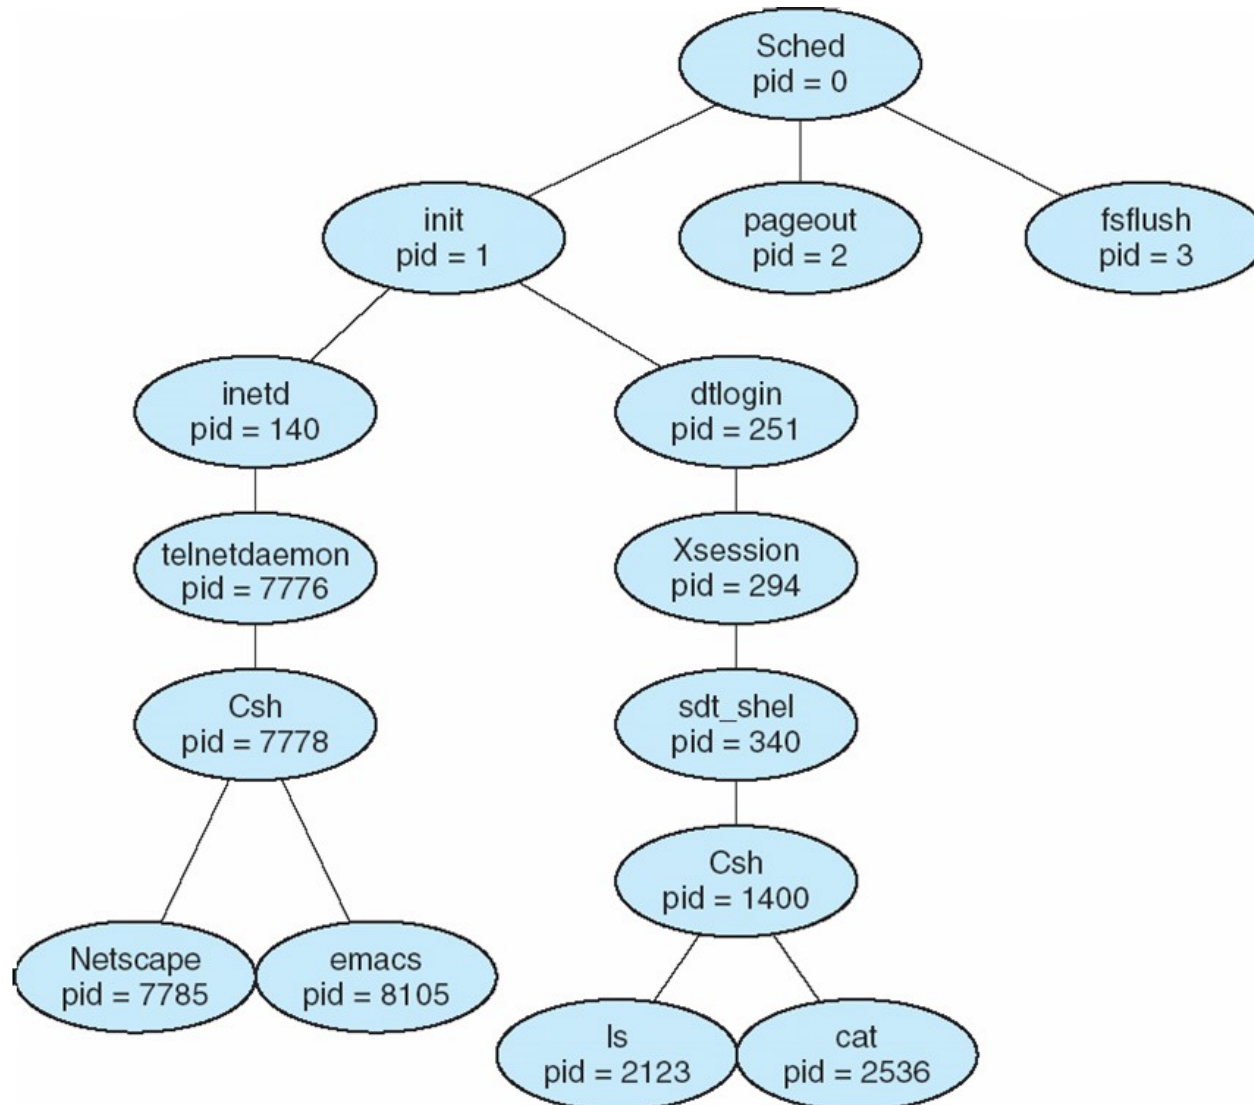 Sched
pid = 0
init
pid = 1
pageout
pid = 2
fsflush
pid = 3
inetd
pid = 140
dtlogin
pid = 251
telnetdaemon
pid = 7776
Xsession
pid = 294
Csh
pid = 7778
sdt_shel
pid = 340
Csh
pid = 1400
Netscape
pid = 7785
emacs
pid = 8105
ls
pid = 2123
cat
pid = 2536